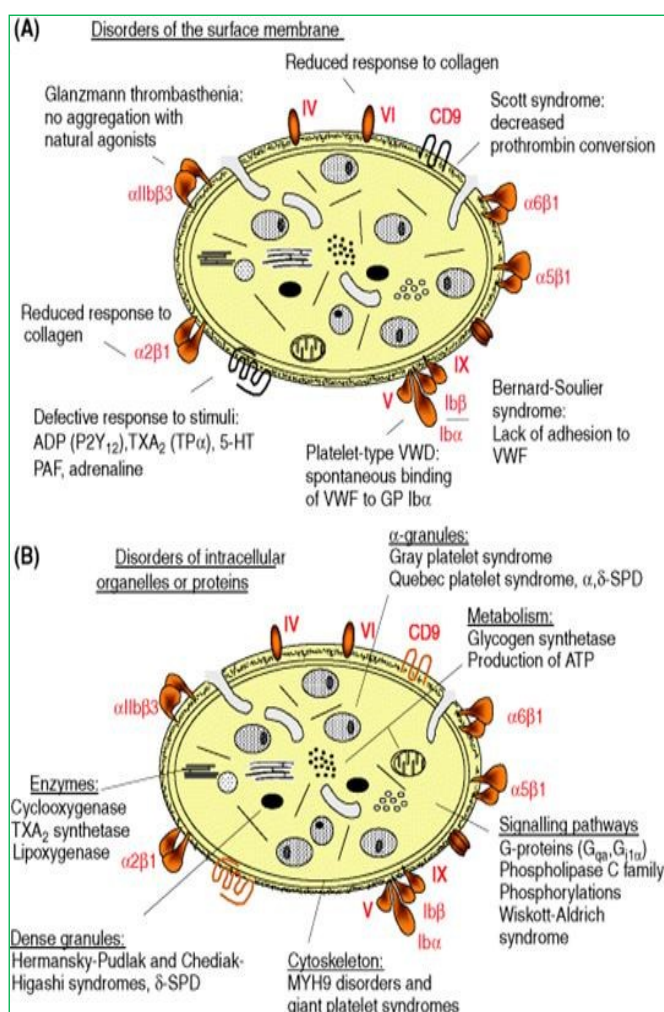 (A) Disorders of the surface membrane
Reduced response to collagen
Glanzmann thrombasthenia:
no aggregation with
natural agonists
IV
VI
CD9
Scott syndrome:
decreased
prothrombin conversion
αIIbβ3
α6β1
α5β1
Reduced response to
collagen
α2β1
IX
V
Ibβ
Ibα
Defective response to stimuli:
ADP (P2Y₁₂),TXA₂ (TPα), 5-HT
PAF, adrenaline
Platelet-type VWD:
spontaneous binding
of VWF to GP Ibα
Bernard-Soulier
syndrome:
Lack of adhesion to
VWF
(B) Disorders of intracellular
organelles or proteins
α-granules:
Gray platelet syndrome
Quebec platelet syndrome, α,δ-SPD
Metabolism:
Glycogen synthetase
Production of ATP
IV
VI
CD9
αIIbβ3
α6β1
α5β1
Enzymes:
Cyclooxygenase
TXA₂ synthetase
Lipoxygenase
α2β1
IX
V
Ibβ
Ibα
Signalling pathways
G-proteins (Gqa,Gi1α)
Phospholipase C family
Phosphorylations
Wiskott-Aldrich
syndrome
Dense granules:
Hermansky-Pudlak and Chediak-
Higashi syndromes, δ-SPD
Cytoskeleton:
MYH9 disorders and
giant platelet syndromes